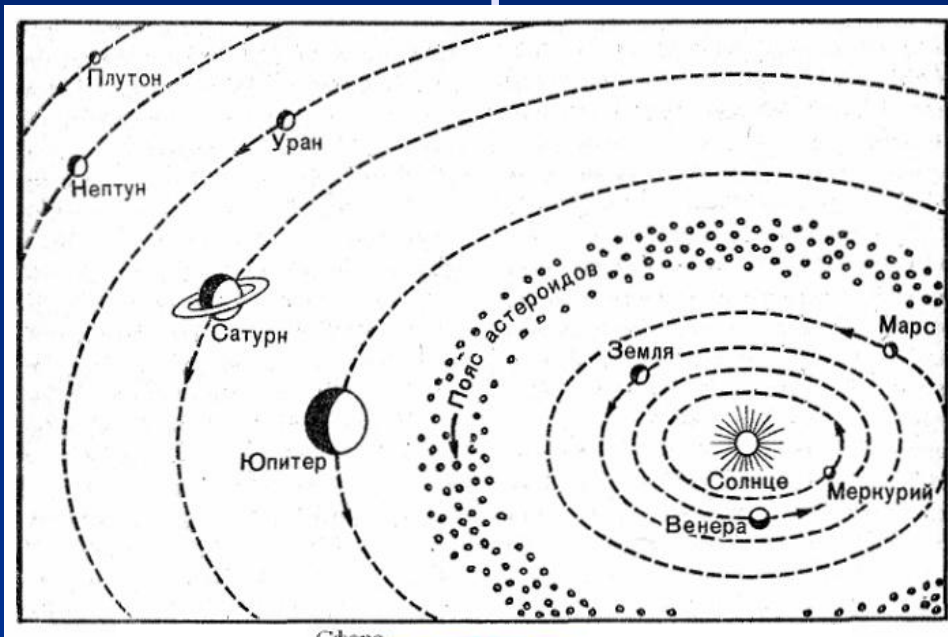 Плутон
Уран
Нептун
Сатурн
Пояс астероидов
Марс
Земля
Юпитер
Солнце
Меркурий
Венера